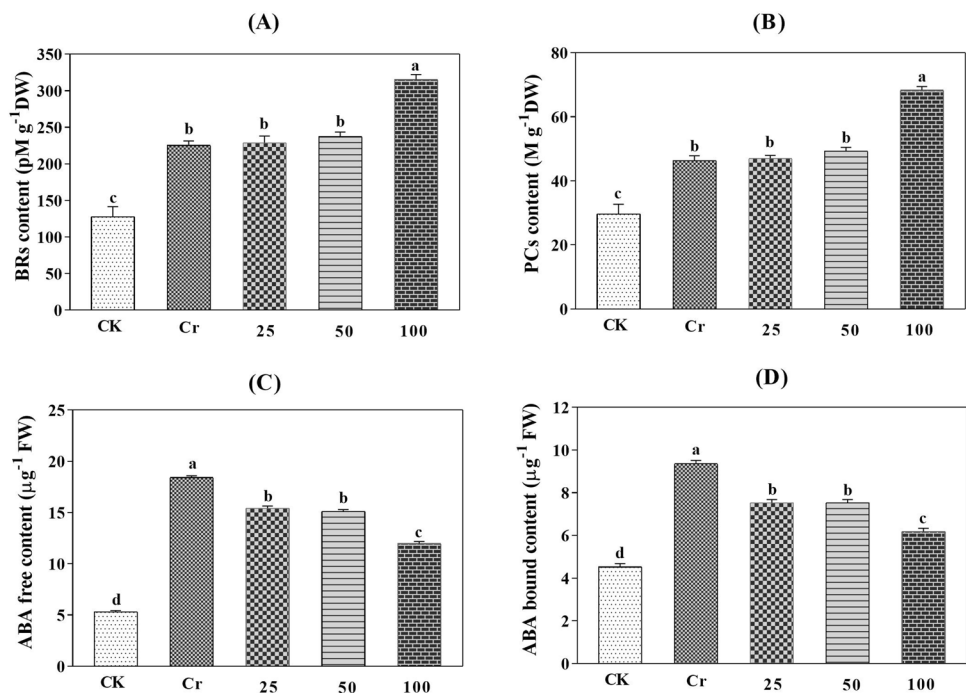 (A)
BRs content (pM g⁻¹DW)
350
300
250
200
150
100
50
0
c
b
b
b
a
CK Cr 25 50 100
(B)
PCs content (M g⁻¹DW)
80
60
40
20
0
c
b
b
b
a
CK Cr 25 50 100
(C)
ABA free content (µg⁻¹ FW)
25
20
15
10
5
0
d
a
b
b
c
CK Cr 25 50 100
(D)
ABA bound content (µg⁻¹ FW)
12
10
8
6
4
2
0
d
a
b
b
c
CK Cr 25 50 100